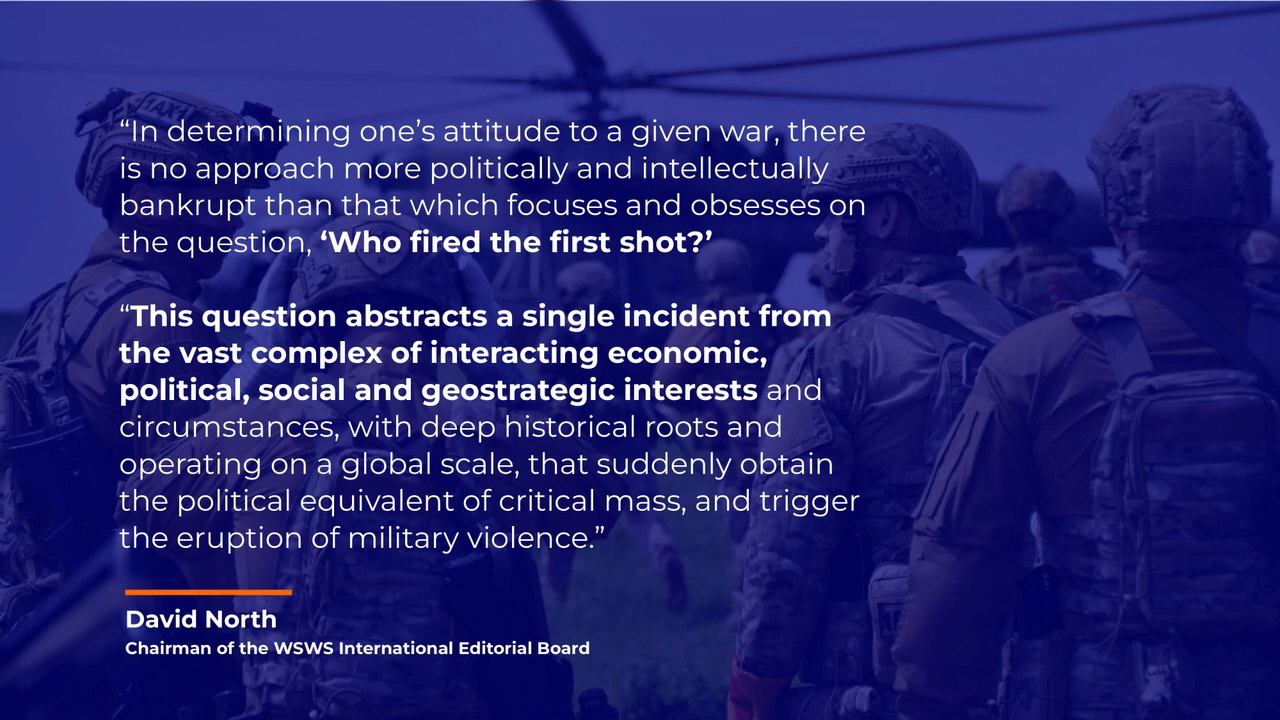 “In determining one’s attitude to a given war, there
is no approach more politically and intellectually
bankrupt than that which focuses and obsesses on
the question, ‘Who fired the first shot?’
“This question abstracts a single incident from
the vast complex of interacting economic,
political, social and geostrategic interests and
circumstances, with deep historical roots and
operating on a global scale, that suddenly obtain
the political equivalent of critical mass, and trigger
the eruption of military violence.”
David North
Chairman of the WSWS International Editorial Board